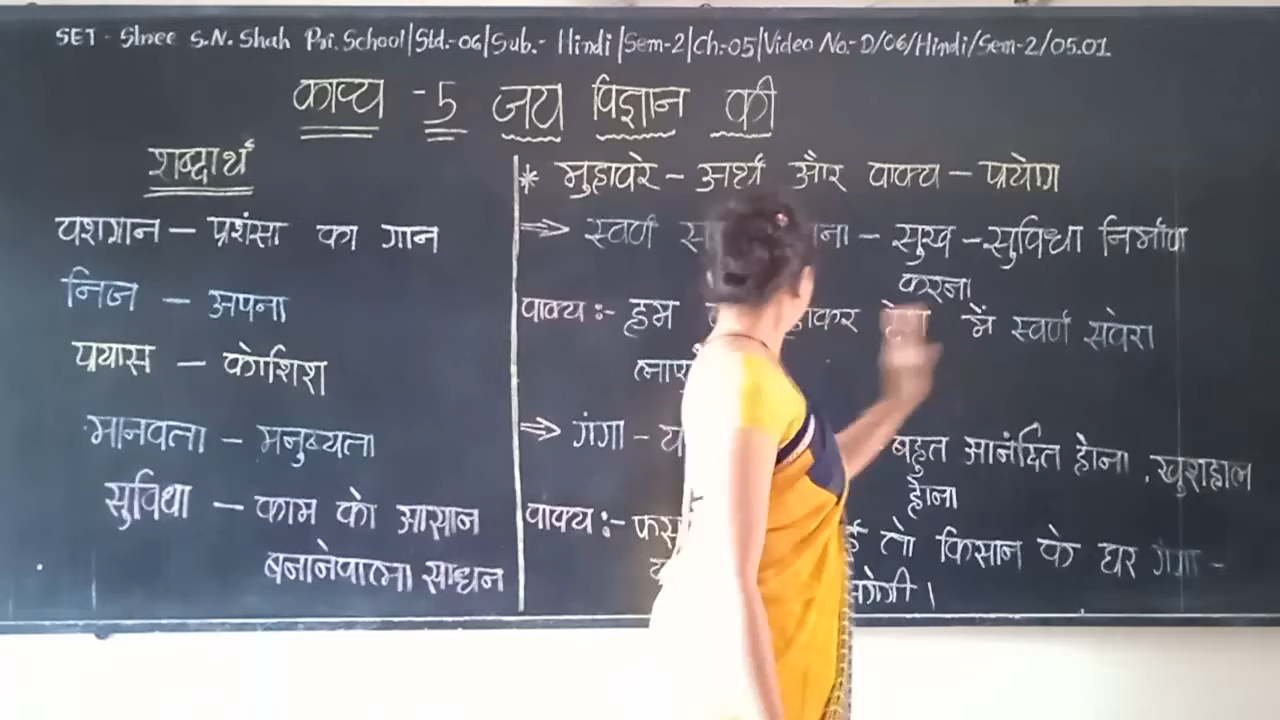 SET - Shree S.N. Shah Pri. School|Std.-06|Sub.- Hindi |Sem-2|Ch.-05|Video No.- D/06/Hindi/Sem-2/05.01
काव्य - 5 जय विज्ञान की
शब्दार्थ
यशगान – प्रशंसा का गान
निज – अपना
प्रयास – कोशिश
मानवता – मनुष्यता
सुविधा – काम को आसान
बनानेवाला साधन
* मुहावरे – अर्थ और वाक्य – प्रयोग
⇒ स्वर्ण – सुख – सुविधा निर्माण
करना
वाक्य :- हम में स्वर्ण सवेरा
⇒ गंगा – बहुत आनंदित होना , खुशहाल
होना
वाक्य :- तो किसान के घर गंगा –